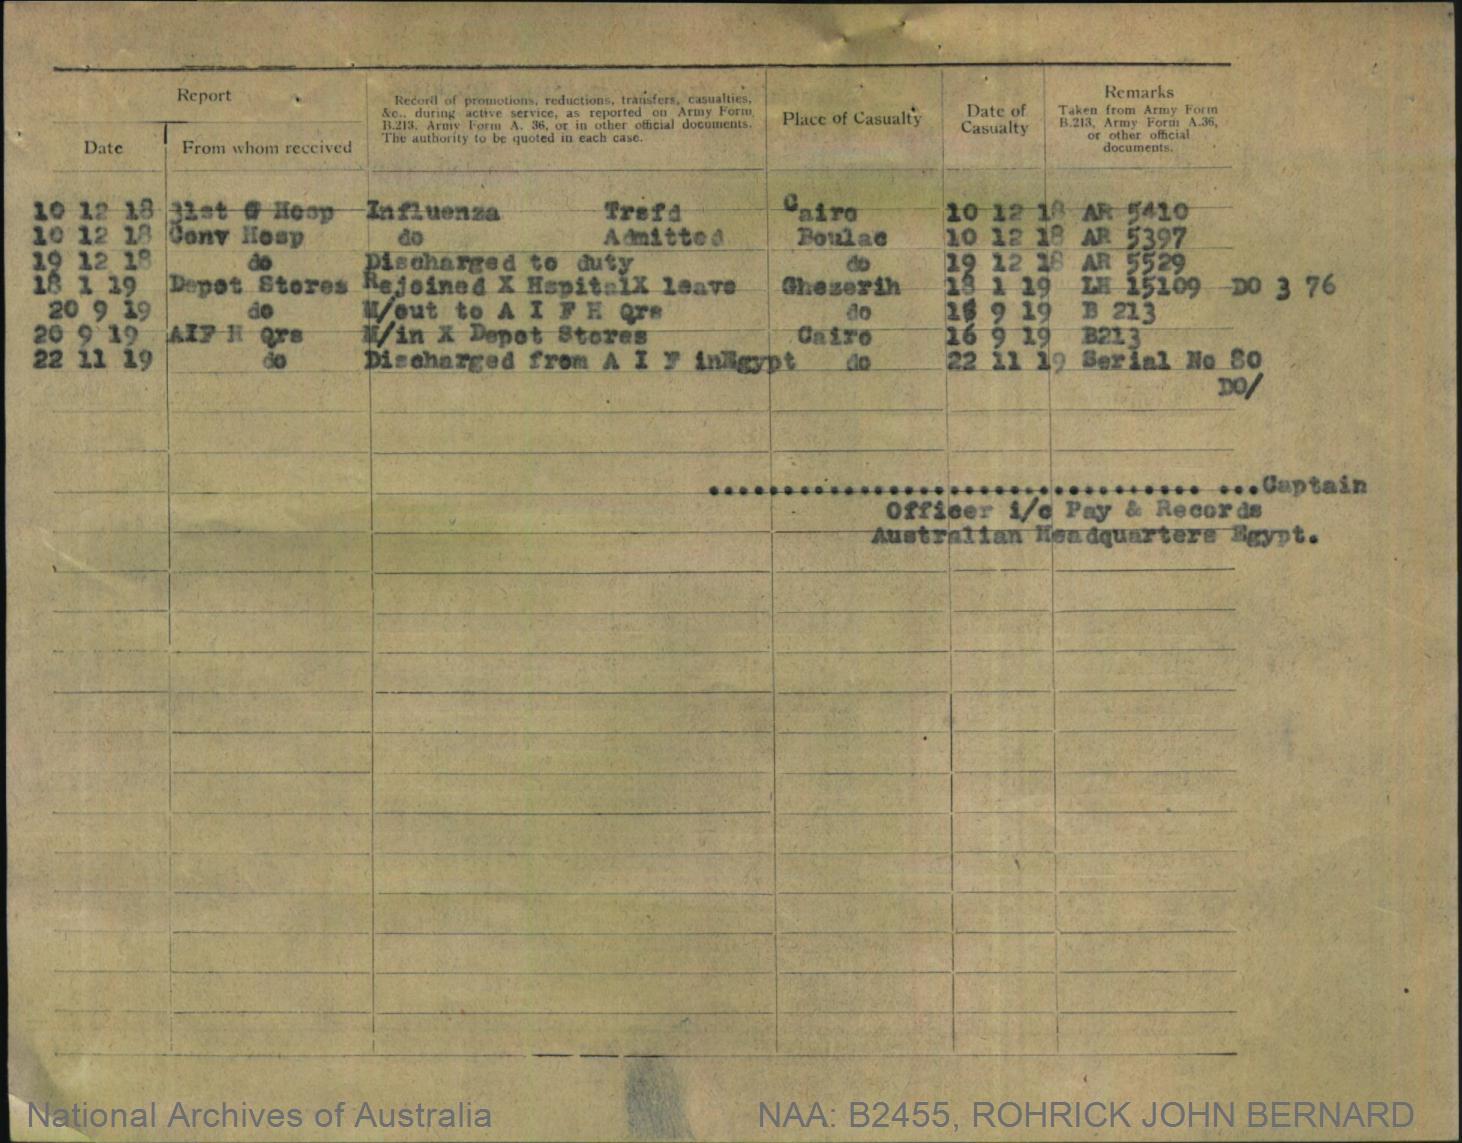 Report
Date
From whom received
Record of promotions, reductions, transfers, casualties,
&c., during active service, as reported on Army Form
B.213, Army Form A. 36, or in other official documents.
The authority to be quoted in each case.
Place of Casualty
Date of
Casualty
Remarks
Taken from Army Form
B.213, Army Form A.36,
or other official
documents.
10 12 18 31st G Hosp Influenza Trsfd Cairo 10 12 18 AR 5410
10 12 18 Conv Hosp do Admitted Boulac 10 12 18 AR 5397
19 12 18 do Discharged to duty do 19 12 18 AR 5529
18 1 19 Depot Stores Rejoined X HspitalX leave Ghezerih 18 1 19 LH 15109 DO 3 76
20 9 19 do M/out to A I F H Qrs do 16 9 19 B 213
20 9 19 AIF H Qrs M/in X Depot Stores Cairo 16 9 19 B213
22 11 19 do Discharged from A I F inEgypt do 22 11 19 Serial No 80
DO/
.................................. ...Captain
Officer i/c Pay & Records
Australian Headquarters Egypt.
National Archives of Australia
NAA: B2455, ROHRICK JOHN BERNARD